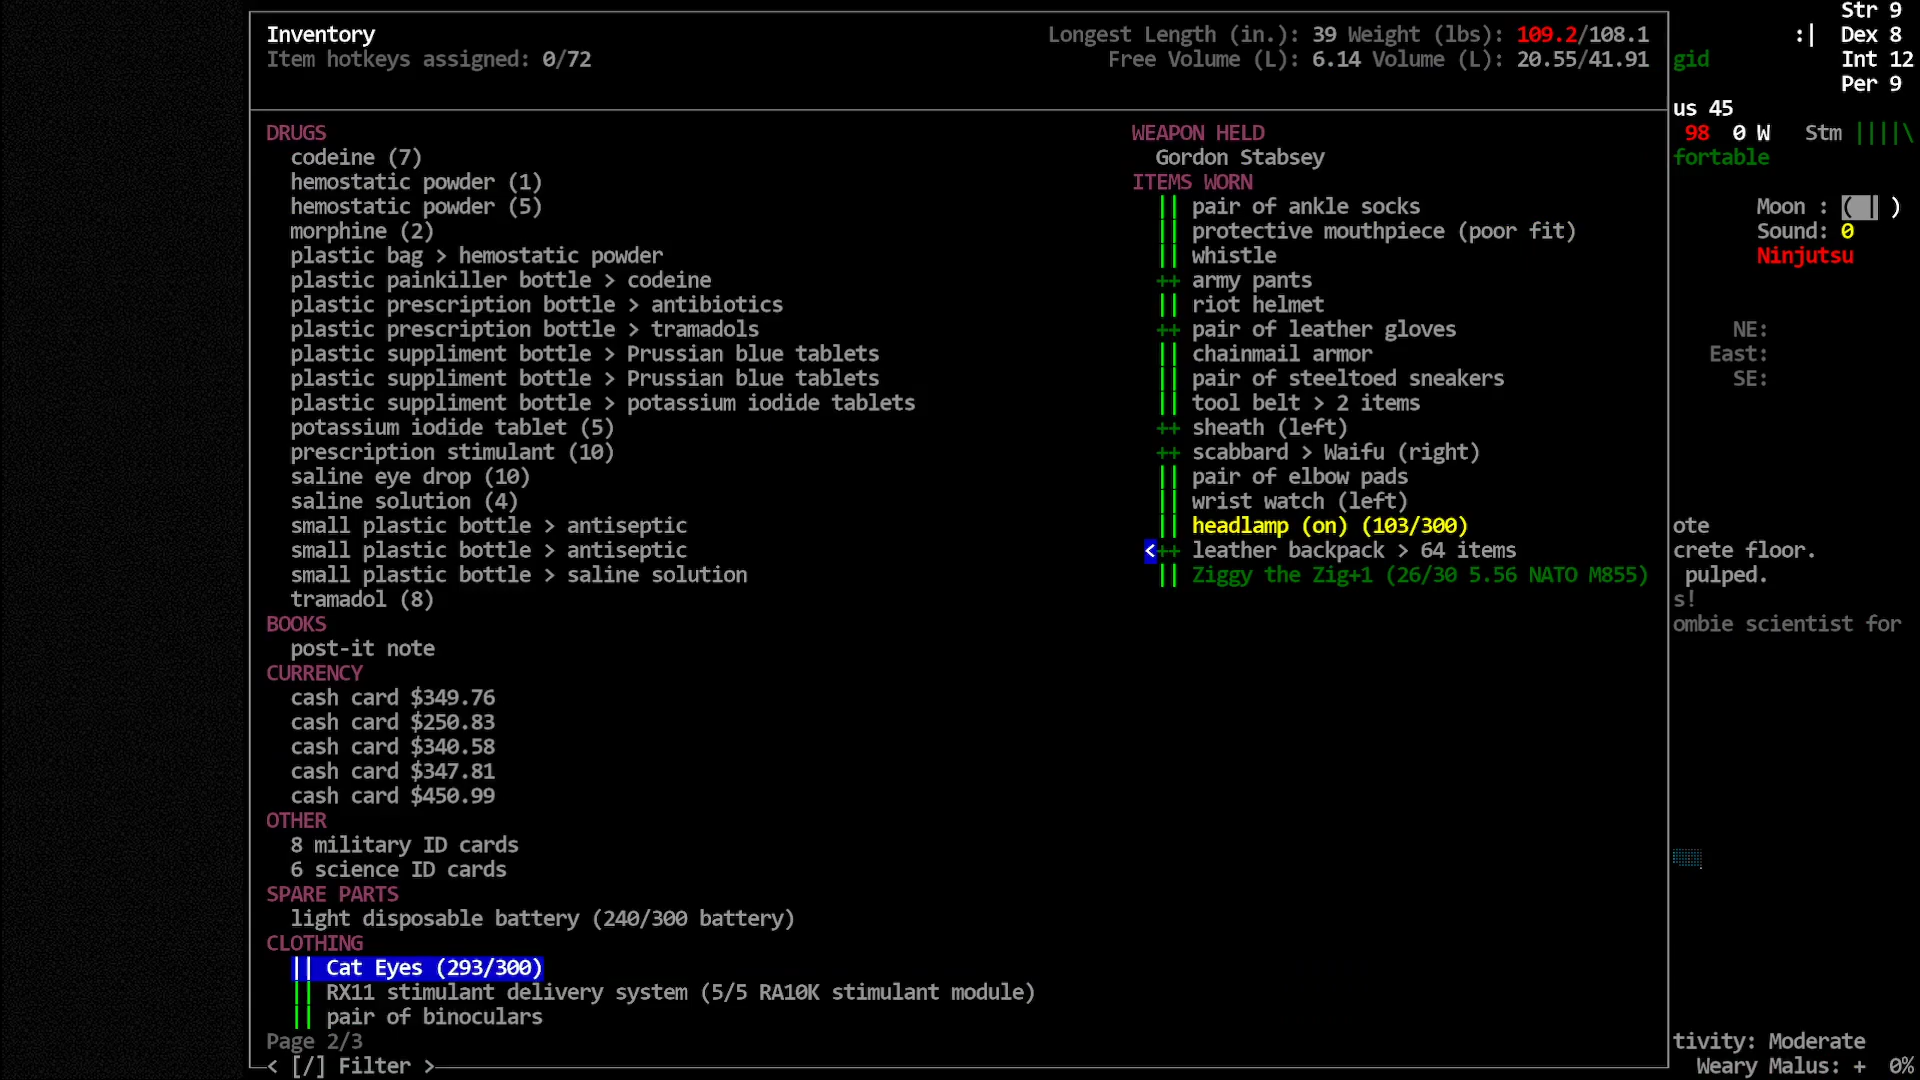 Inventory
Item hotkeys assigned: 0/72
Longest Length (in.): 39 Weight (lbs): 109.2/108.1
Free Volume (L): 6.14 Volume (L): 20.55/41.91
DRUGS
codeine (7)
hemostatic powder (1)
hemostatic powder (5)
morphine (2)
plastic bag > hemostatic powder
plastic painkiller bottle > codeine
plastic prescription bottle > antibiotics
plastic prescription bottle > tramadols
plastic suppliment bottle > Prussian blue tablets
plastic suppliment bottle > Prussian blue tablets
plastic suppliment bottle > potassium iodide tablets
potassium iodide tablet (5)
prescription stimulant (10)
saline eye drop (10)
saline solution (4)
small plastic bottle > antiseptic
small plastic bottle > antiseptic
small plastic bottle > saline solution
tramadol (8)
BOOKS
post-it note
CURRENCY
cash card $349.76
cash card $250.83
cash card $340.58
cash card $347.81
cash card $450.99
OTHER
8 military ID cards
6 science ID cards
SPARE PARTS
light disposable battery (240/300 battery)
CLOTHING
|| Cat Eyes (293/300)
|| RX11 stimulant delivery system (5/5 RA10K stimulant module)
|| pair of binoculars
Page 2/3
< [/] Filter >
WEAPON HELD
Gordon Stabsey
ITEMS WORN
|| pair of ankle socks
|| protective mouthpiece (poor fit)
|| whistle
++ army pants
|| riot helmet
++ pair of leather gloves
|| chainmail armor
|| pair of steeltoed sneakers
|| tool belt > 2 items
++ sheath (left)
++ scabbard > Waifu (right)
|| pair of elbow pads
|| wrist watch (left)
|| headlamp (on) (103/300)
<++ leather backpack > 64 items
|| Ziggy the Zig+1 (26/30 5.56 NATO M855)
Str 9
:| Dex 8
gid Int 12
Per 9
us 45
98 0 W Stm ||||\
fortable
Moon : ( | )
Sound: 0
Ninjutsu
NE:
East:
SE:
ote
crete floor.
pulped.
s!
ombie scientist for
tivity: Moderate
Weary Malus: + 0%